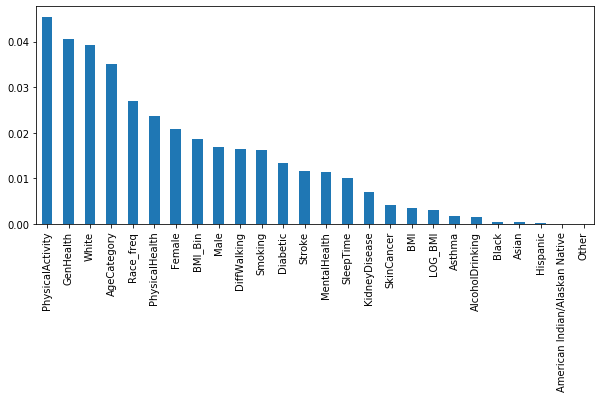 0.04
0.03
0.02
0.01
0.00
PhysicalActivity
GenHealth
White
AgeCategory
Race_freq
PhysicalHealth
Female
BMI_Bin
Male
DiffWalking
Smoking
Diabetic
Stroke
MentalHealth
SleepTime
KidneyDisease
SkinCancer
BMI
LOG_BMI
Asthma
AlcoholDrinking
Black
Asian
Hispanic
American Indian/Alaskan Native
Other